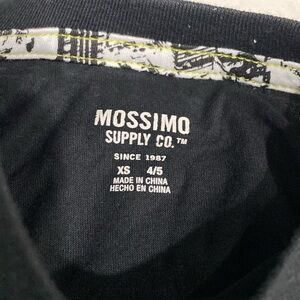 MOSSIMO
SUPPLY CO.™
SINCE 1987
XS 4/5
MADE IN CHINA
HECHO EN CHINA